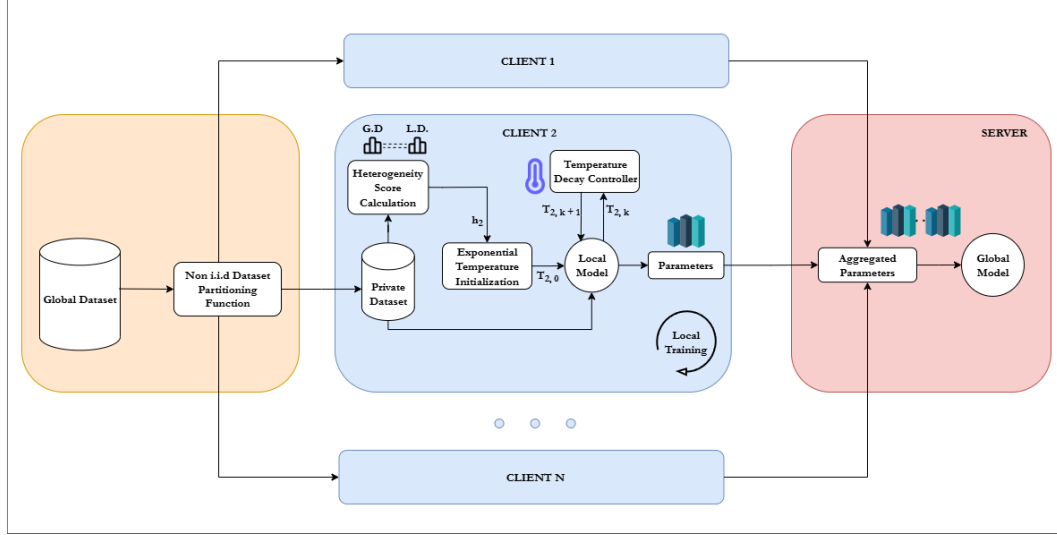 CLIENT 1
Global Dataset
Non i.i.d Dataset
Partitioning
Function
CLIENT 2
G.D
L.D.
Heterogeneity
Score
Calculation
h2
Private
Dataset
Exponential
Temperature
Initialization
T2, 0
Temperature
Decay Controller
T2, k + 1
T2, k
Local
Model
Parameters
Local
Training
SERVER
Aggregated
Parameters
Global
Model
CLIENT N